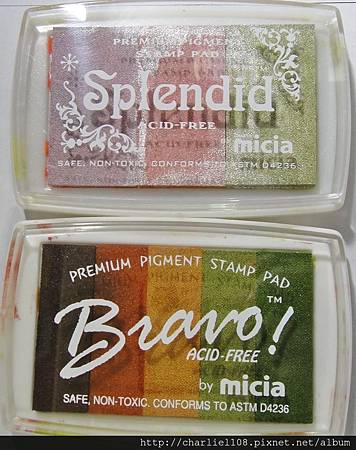 PREMIUM PIGMENT
STAMP PAD
Splendid
ACID-FREE
micia
SAFE, NON-TOXIC, CONFORMS TO ASTM D4236
PREMIUM PIGMENT STAMP PAD
Bravo!™
ACID-FREE
by micia
SAFE, NON-TOXIC. CONFORMS TO ASTM D4236
http://charlie1108.pixnet.net/album